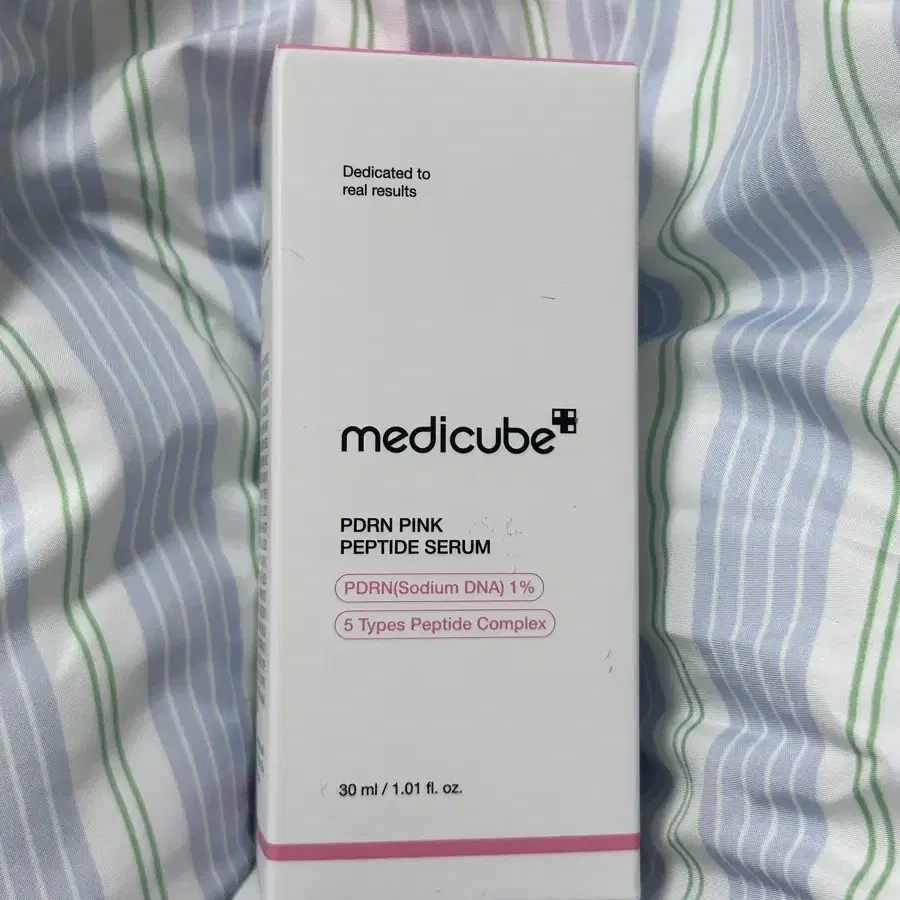 Dedicated to
real results
medicube
PDRN PINK
PEPTIDE SERUM
PDRN(Sodium DNA) 1%
5 Types Peptide Complex
30 ml / 1.01 fl. oz.